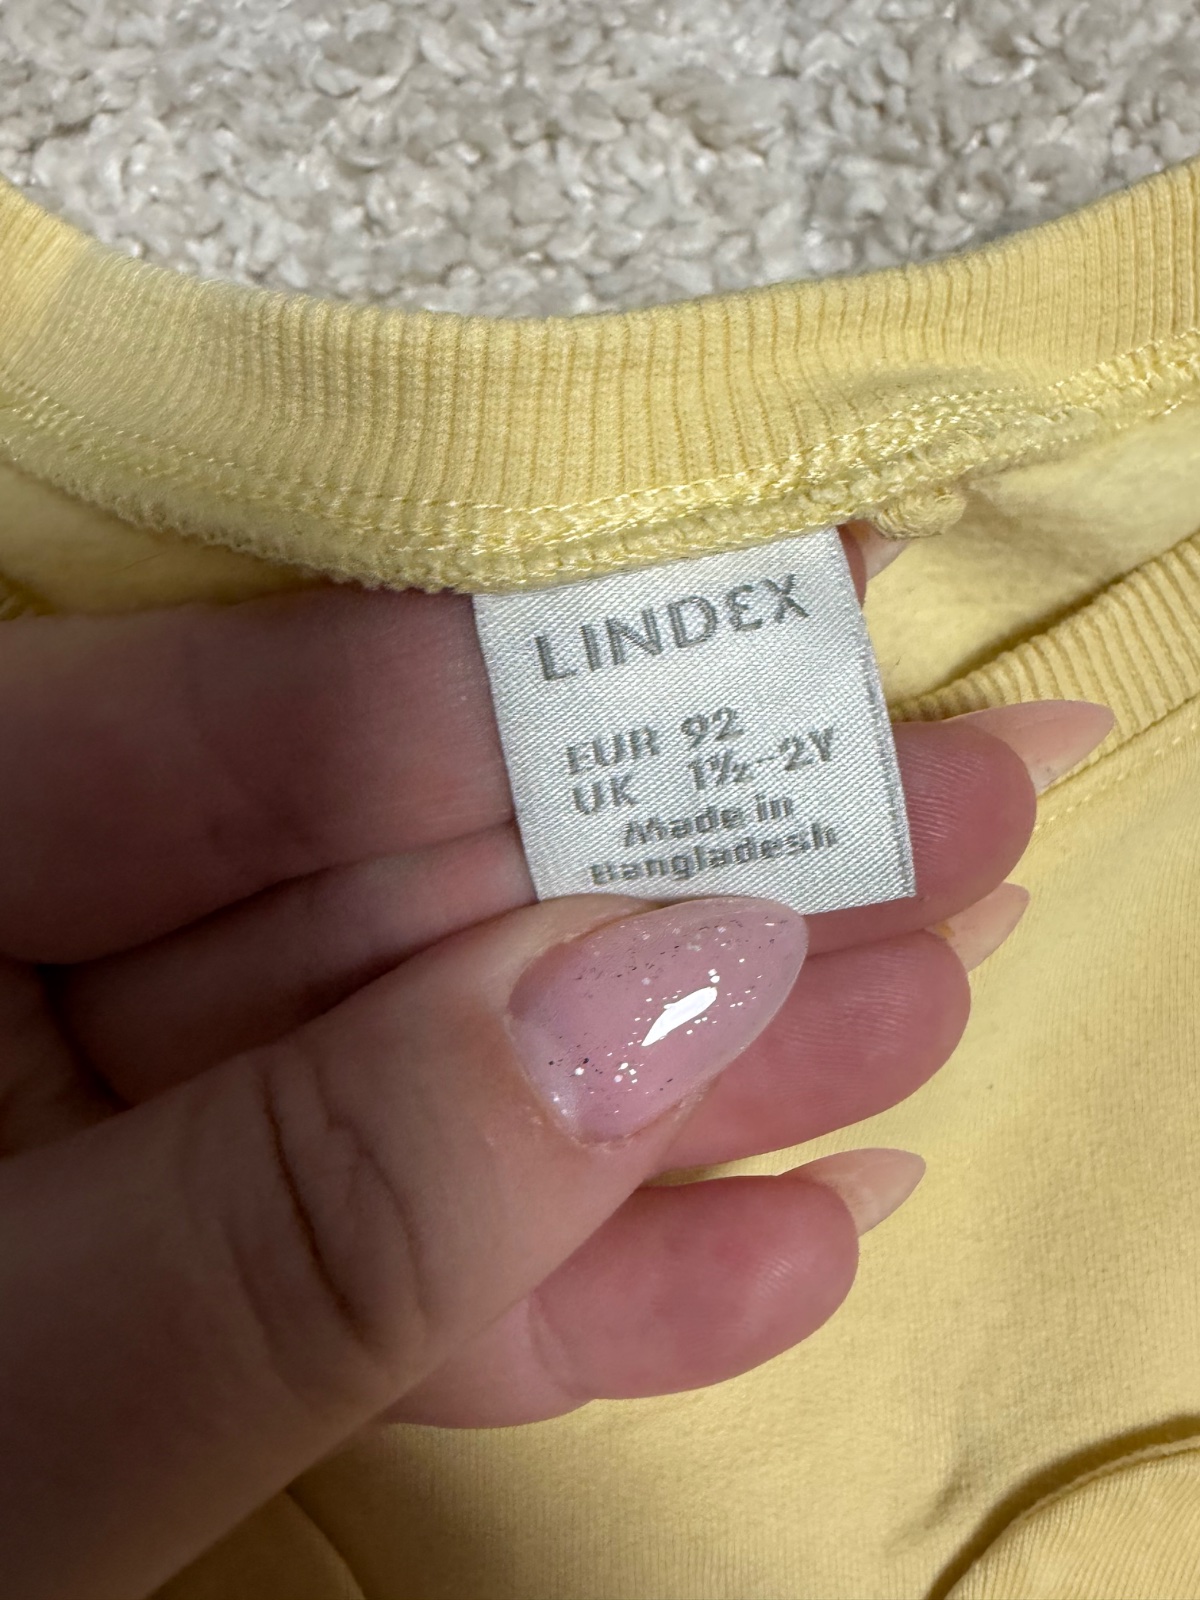 LINDEX
EUR 92
UK 1½-2Y
Made in
Bangladesh